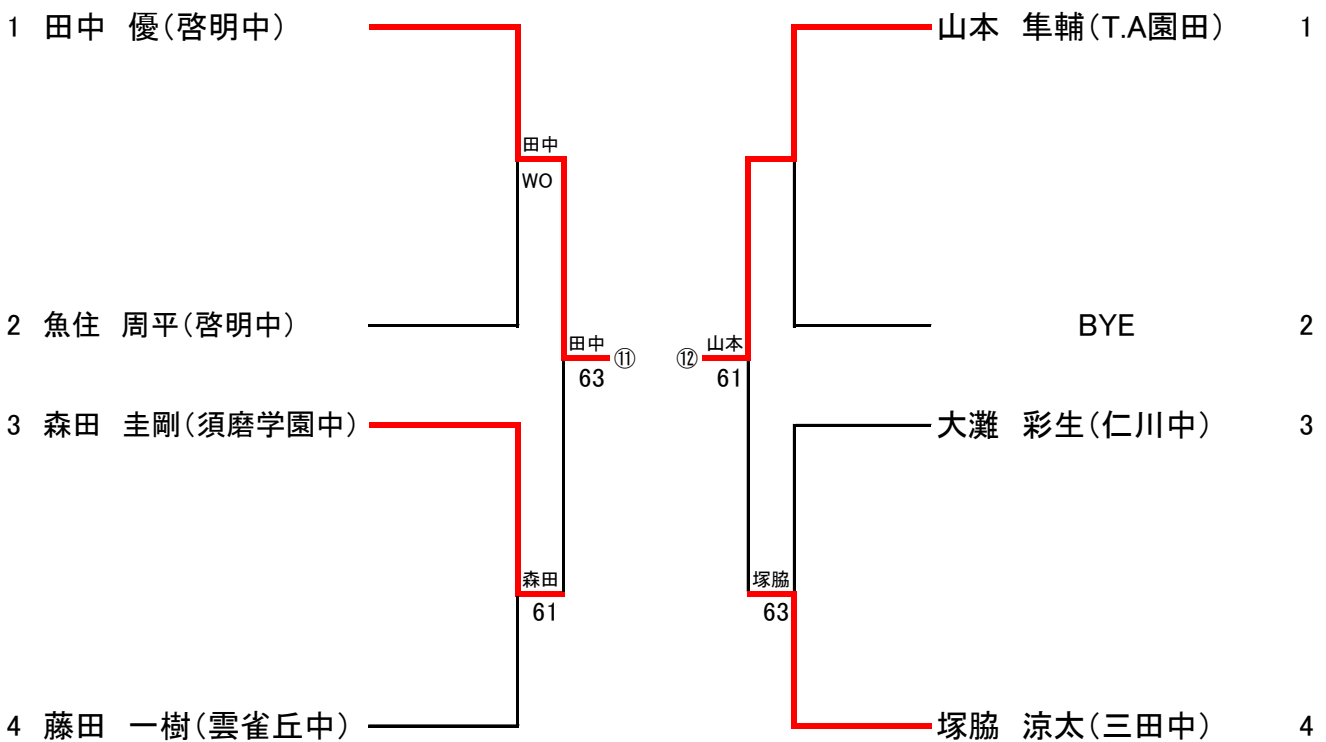 1 田中 優(啓明中)
田中
WO
2 魚住 周平(啓明中)
田中 ⑪
63
3 森田 圭剛(須磨学園中)
森田
61
4 藤田 一樹(雲雀丘中)
山本 隼輔(T.A園田) 1
BYE 2
⑫ 山本
61
大灘 彩生(仁川中) 3
塚脇
63
塚脇 涼太(三田中) 4